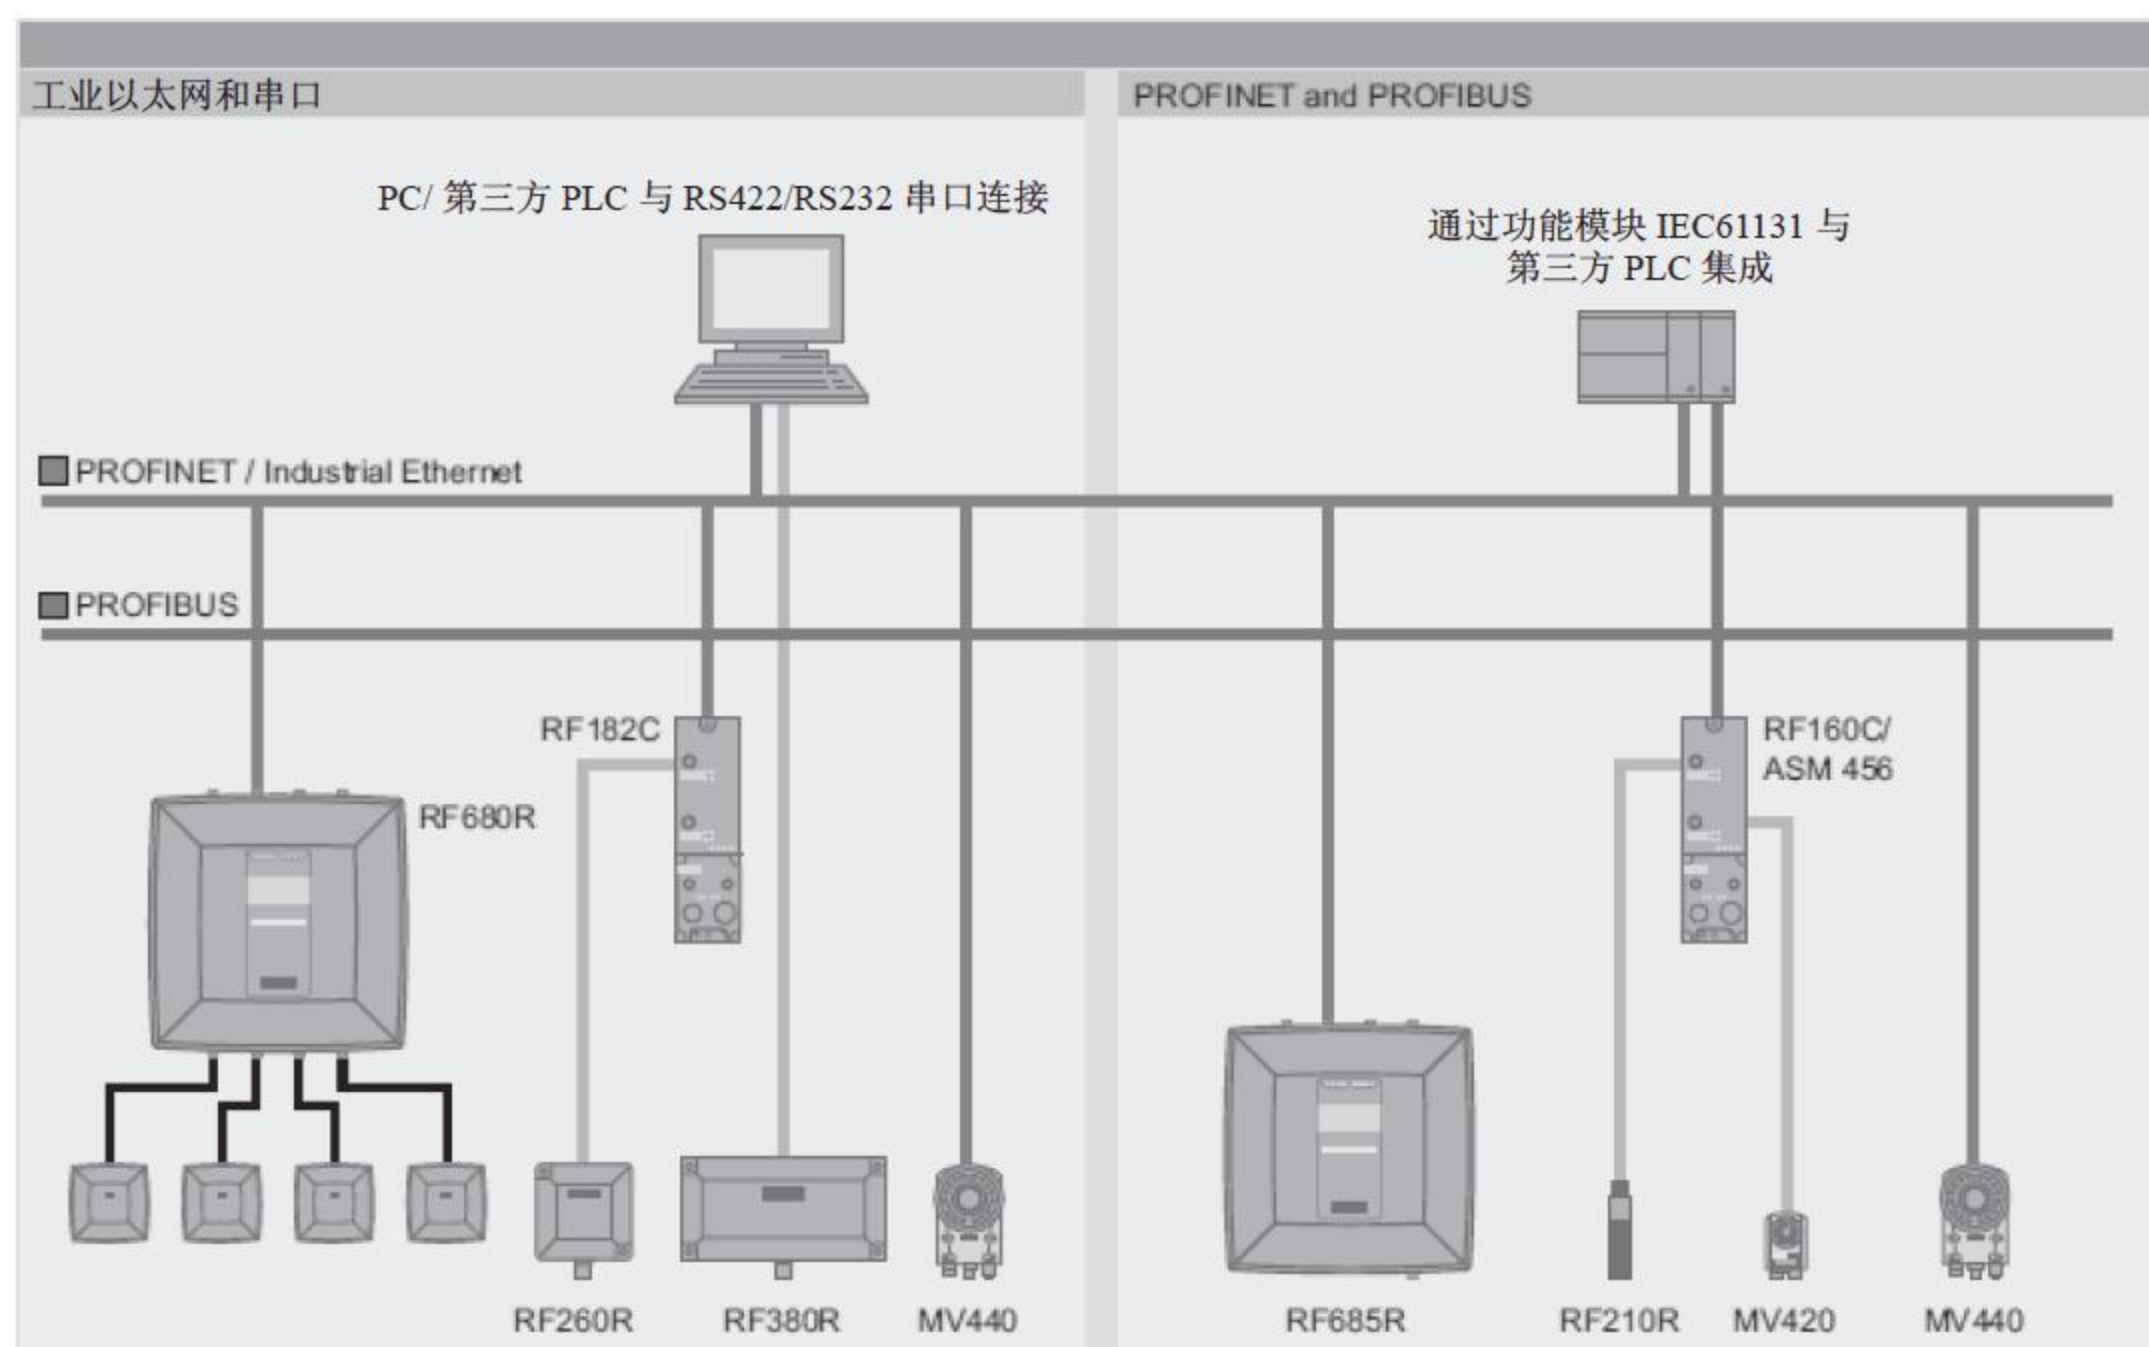 工业以太网和串口
PROFINET and PROFIBUS
PC/ 第三方 PLC 与 RS422/RS232 串口连接
通过功能模块 IEC61131 与
第三方 PLC 集成
PROFINET / Industrial Ethernet
PROFIBUS
RF182C
RF160C/
ASM 456
RF680R
RF260R
RF380R
MV440
RF685R
RF210R
MV420
MV440